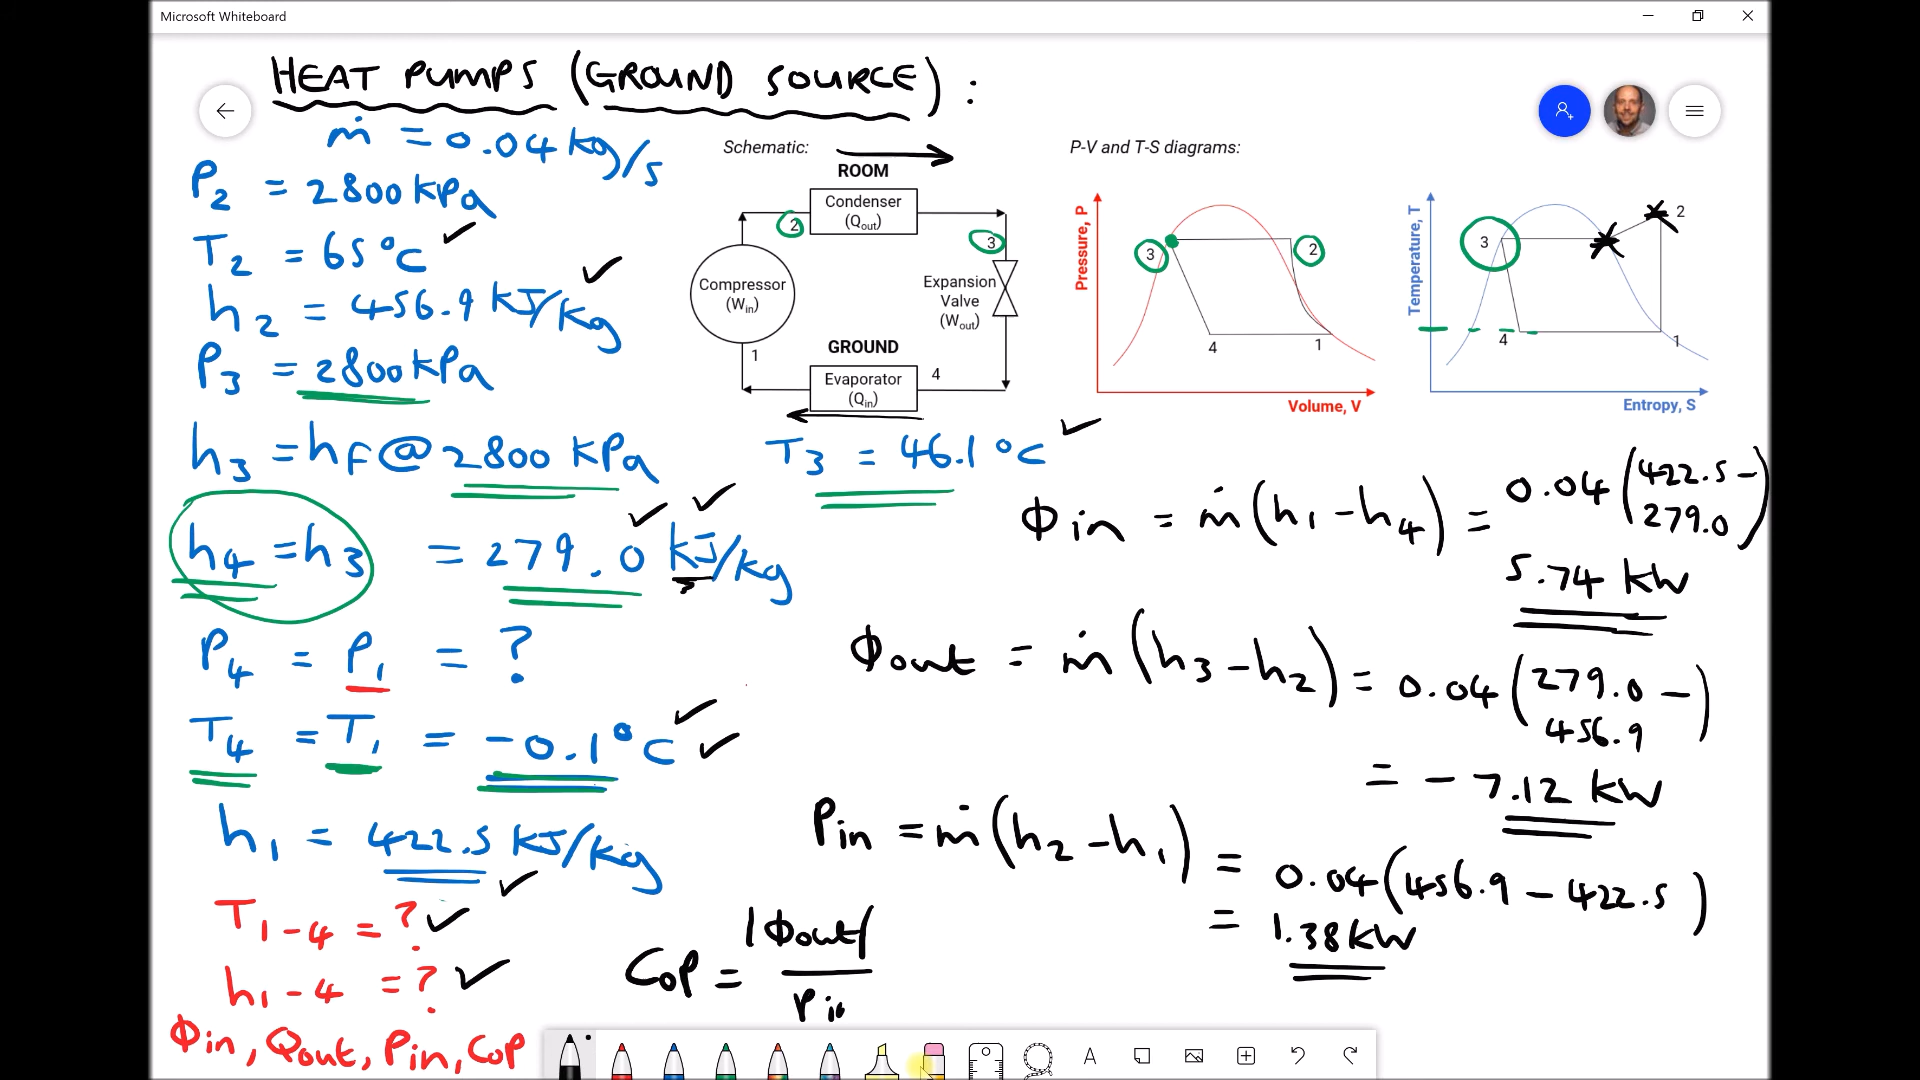 Microsoft Whiteboard
HEAT PUMPS (GROUND SOURCE) :
ṁ = 0.04 kg/s
P2 = 2800 kPa
T2 = 65 °C ✓
h2 = 456.9 kJ/kg ✓
P3 = 2800 kPa
h3 = hf @ 2800 kPa
T3 = 46.1 °C ✓
h4 = h3 = 279.0 kJ/kg ✓ ✓
P4 = P1 = ?
T4 = T1 = -0.1 °C ✓ ✓
h1 = 422.5 kJ/kg ✓
T1-4 = ? ✓
h1-4 = ? ✓
Φin, Qout, Pin, CoP
Schematic:
ROOM
Condenser
(Qout)
2
3
Compressor
(Win)
Expansion
Valve
(Wout)
1
GROUND
4
Evaporator
(Qin)
P-V and T-S diagrams:
Pressure, P
3
2
4
1
Volume, V
Temperature, T
3
2
4
1
Entropy, S
Φin = ṁ (h1 - h4) = 0.04 (422.5 - 279.0)
5.74 kW
Φout = ṁ (h3 - h2) = 0.04 (279.0 - 456.9)
= - 7.12 kW
Pin = ṁ (h2 - h1) = 0.04 (456.9 - 422.5)
= 1.38 kW
CoP = |Φout| / Pin
A